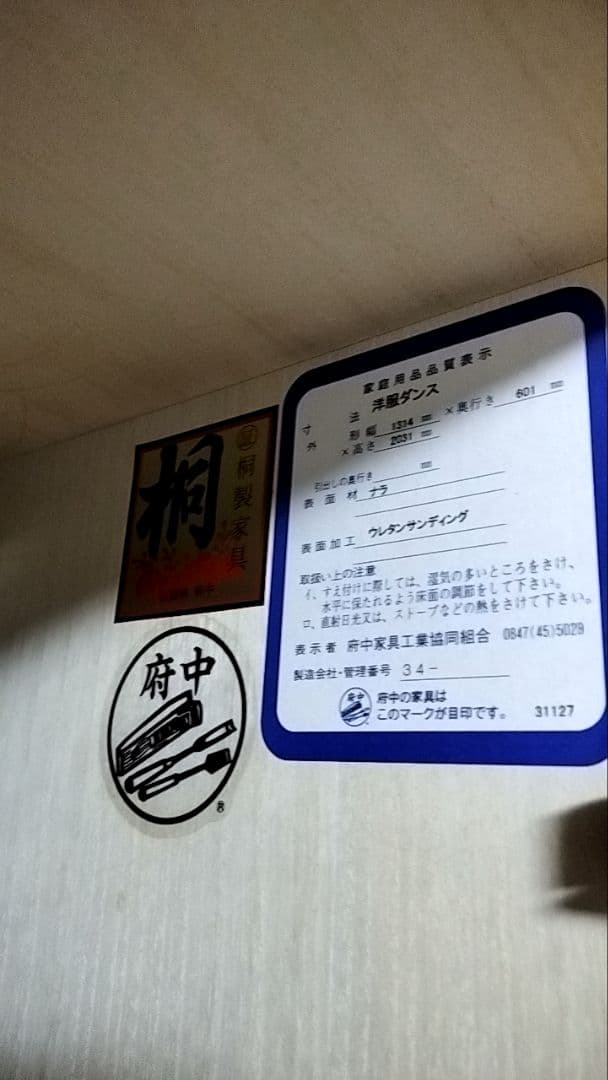 家庭用品品質表示
洋服ダンス
寸法
外形幅 1314 mm ×奥行き 601 mm
×高さ 2031 mm
引出しの奥行き mm
表面材 ナラ
表面加工 ウレタンサンディング
取扱い上の注意
イ、すえ付けに際しては、湿気の多いところをさけ、
水平に保たれるよう床面の調節をして下さい。
ロ、直射日光又は、ストーブなどの熱をさけて下さい。
表示者 府中家具工業協同組合 0847(45)5029
製造会社・管理番号 34-
府中
府中の家具は
このマークが目印です。 31127
桐
桐製家具
府中
®